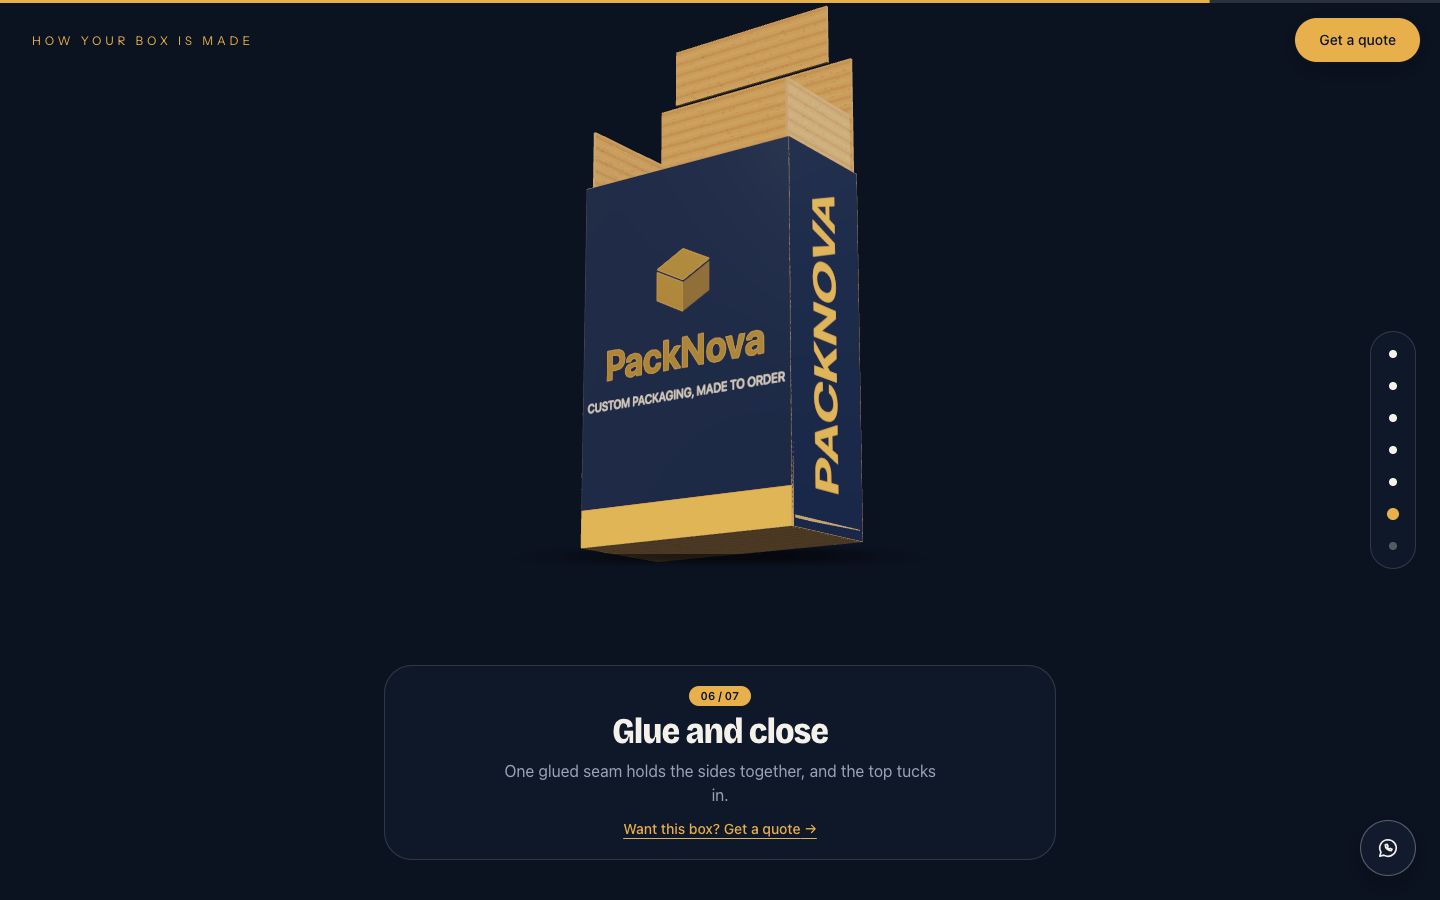 HOW YOUR BOX IS MADE
Get a quote
PackNova
CUSTOM PACKAGING, MADE TO ORDER
PACKNOVA
06 / 07
Glue and close
One glued seam holds the sides together, and the top tucks
in.
Want this box? Get a quote →